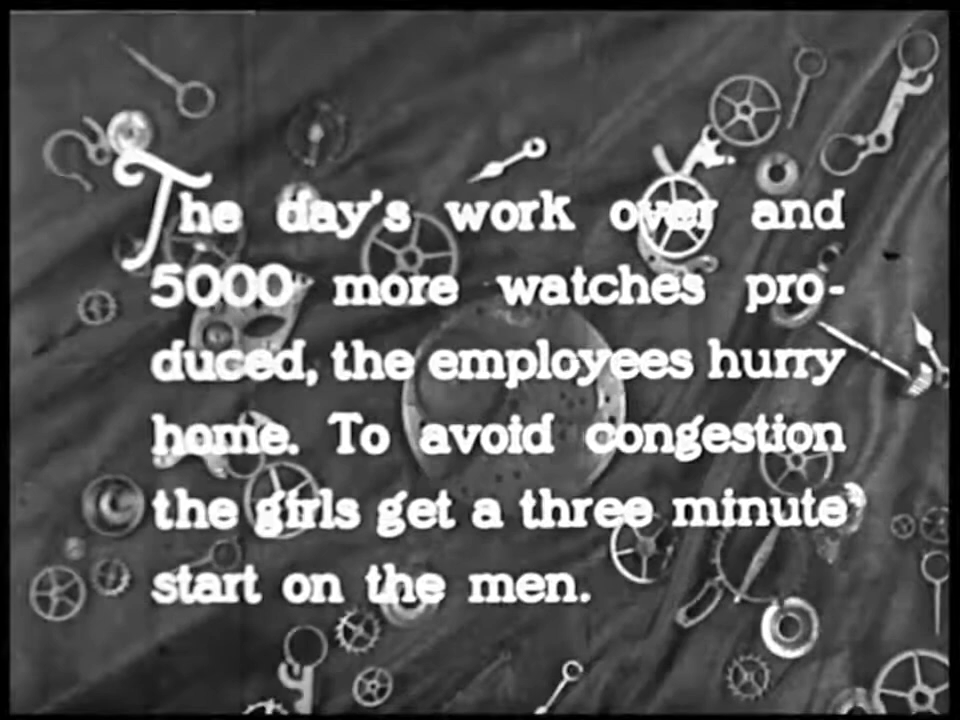 The day's work over and
5000 more watches pro-
duced, the employees hurry
home. To avoid congestion
the girls get a three minute
start on the men.